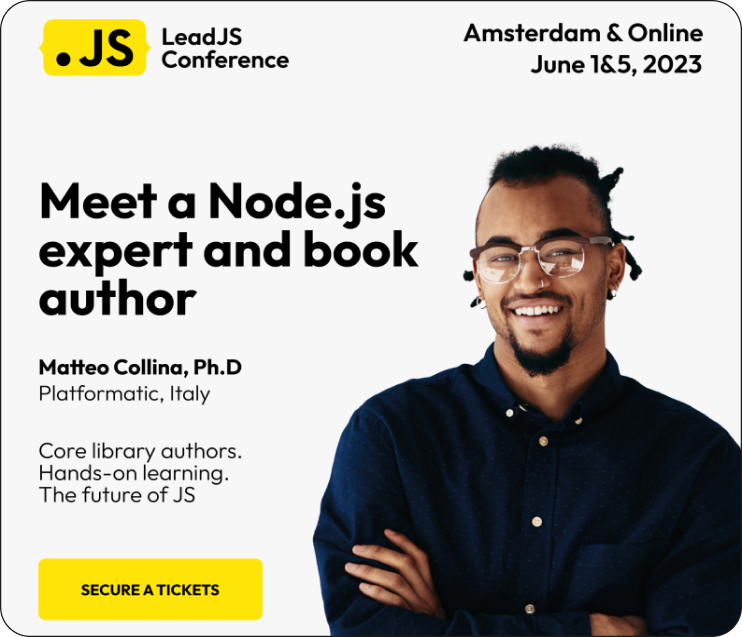 .JS
LeadJS
Conference
Amsterdam & Online
June 1&5, 2023
Meet a Node.js
expert and book
author
Matteo Collina, Ph.D
Platformatic, Italy
Core library authors.
Hands-on learning.
The future of JS
SECURE A TICKETS